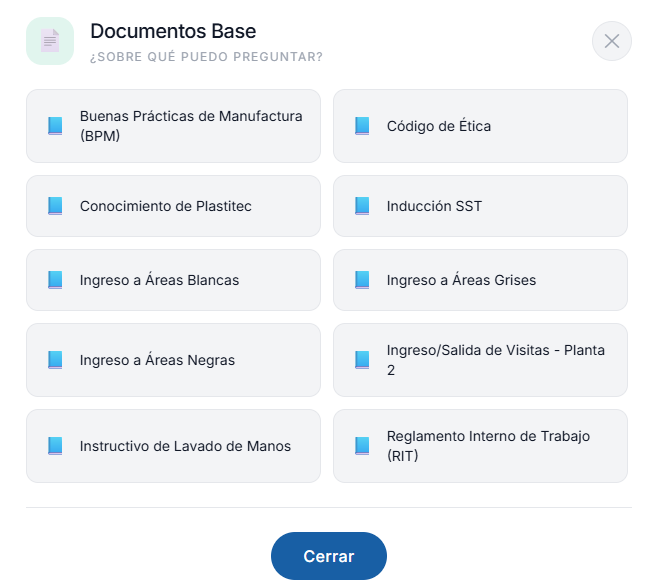 Documentos Base
¿SOBRE QUÉ PUEDO PREGUNTAR?
Buenas Prácticas de Manufactura
(BPM)
Código de Ética
Conocimiento de Plastitec
Inducción SST
Ingreso a Áreas Blancas
Ingreso a Áreas Grises
Ingreso a Áreas Negras
Ingreso/Salida de Visitas - Planta
2
Instructivo de Lavado de Manos
Reglamento Interno de Trabajo
(RIT)
Cerrar